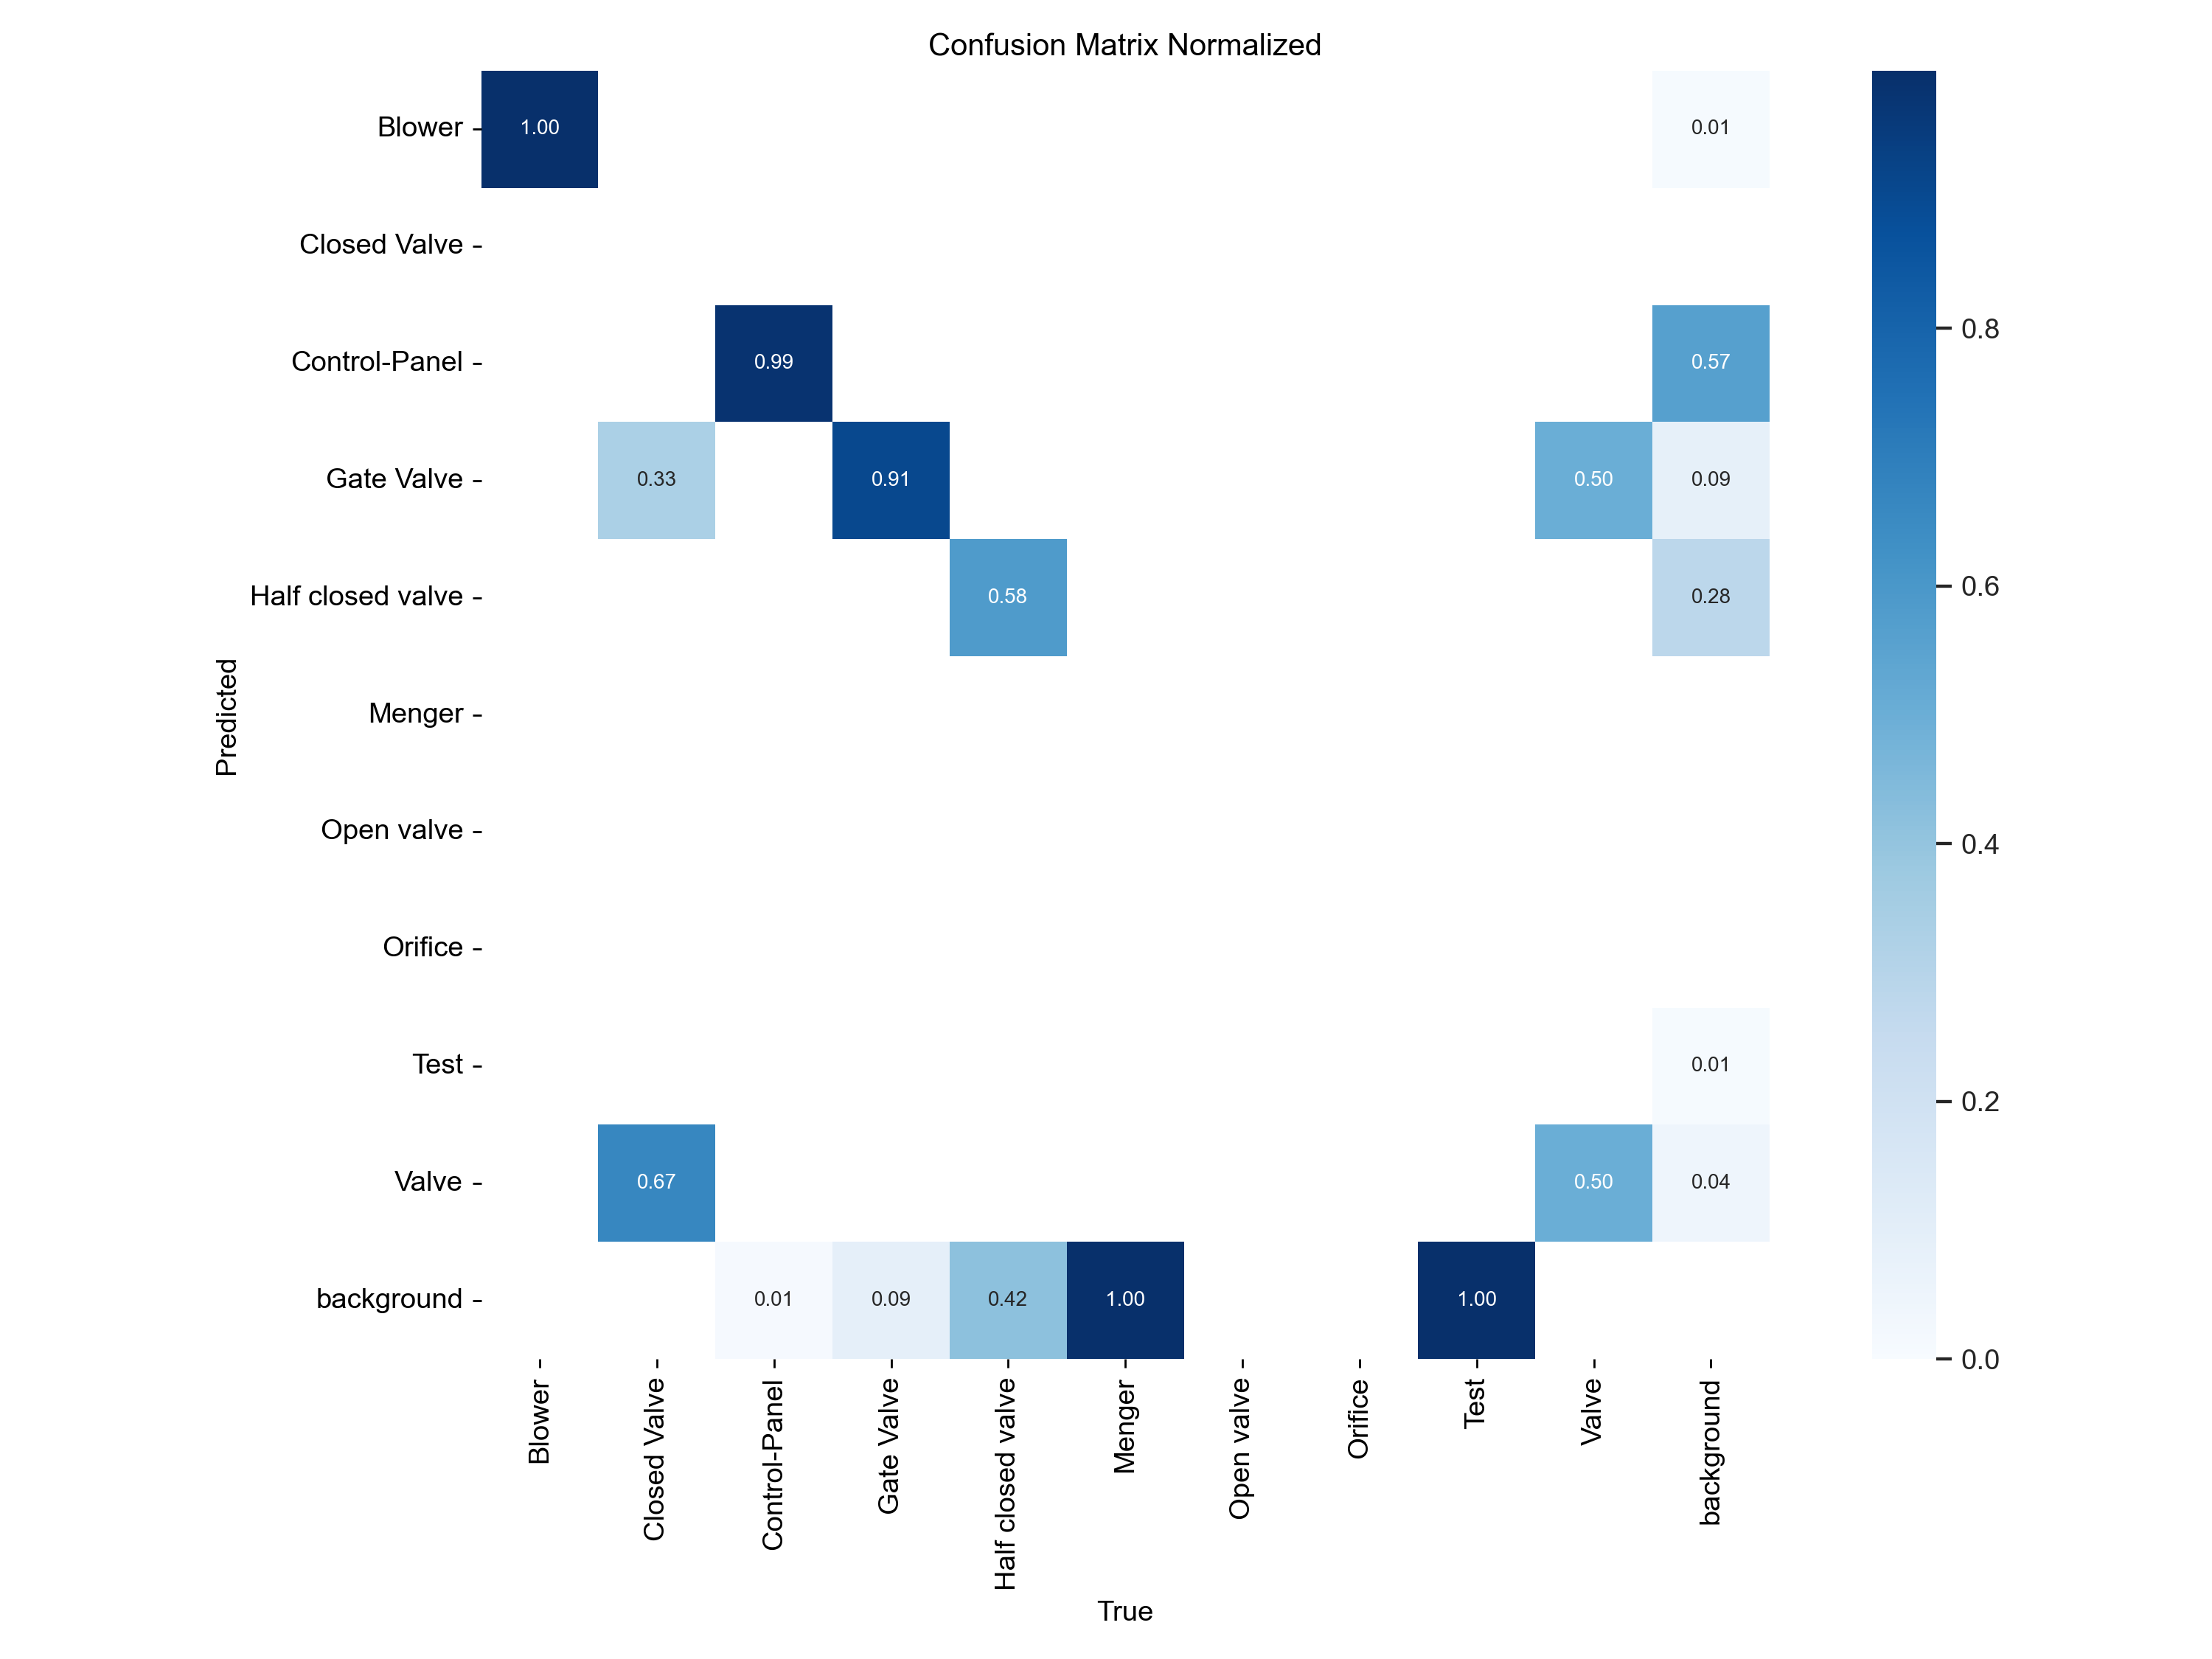 Confusion Matrix Normalized
Blower
1.00
0.01
Closed Valve
Control-Panel
0.99
0.57
0.8
Gate Valve
0.33
0.91
0.50
0.09
Half closed valve
0.58
0.28
0.6
Predicted
Menger
Open valve
0.4
Orifice
Test
0.01
0.2
Valve
0.67
0.50
0.04
background
0.01
0.09
0.42
1.00
1.00
0.0
Blower
Closed Valve
Control-Panel
Gate Valve
Half closed valve
Menger
Open valve
Orifice
Test
Valve
background
True